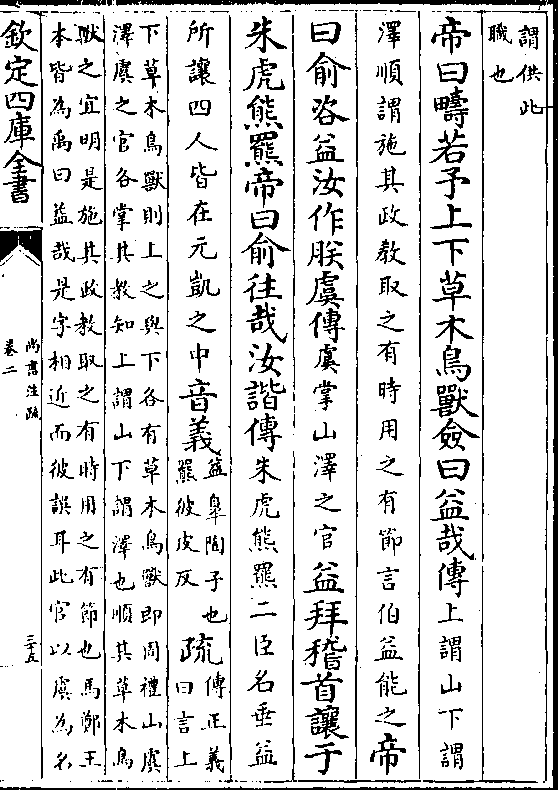 謂供此
職也
帝曰疇若予上下草木鳥獸僉曰益哉傳上謂山下謂
澤順謂施其政教取之有時用之有節言伯益能之帝
曰俞咨益汝作朕虞傳虞掌山澤之官益拜稽首讓于
朱虎熊羆帝曰俞往哉汝諧傳朱虎熊羆二臣名垂益
所讓四人皆在元凱之中音義益臯陶子也
羆彼皮反疏傳正義
曰言上
下草木鳥獸則上之與下各有草木鳥獸即周禮山虞
澤虞之官各掌其教知上謂山下謂澤也順其草木鳥
獸之宜明是施其政教取之有時用之有節也馬鄭王
本皆為禹曰益哉是字相近而彼誤耳此官以虞為名
欽定四庫全書
尚書注疏
卷二
三十五